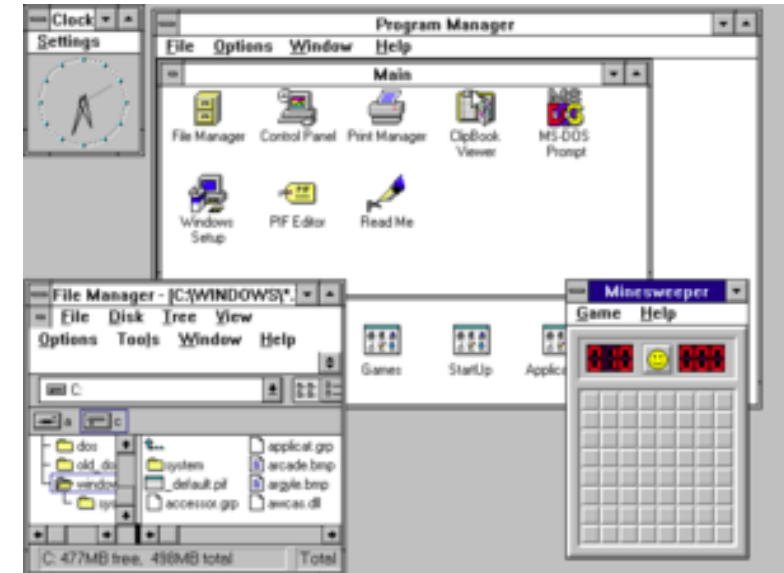 Clock
Settings
Program Manager
File Options Window Help
Main
File Manager Control Panel Print Manager ClipBook Viewer MS-DOS Prompt
Windows Setup PIF Editor Read Me
Games StartUp
File Manager - [C:\WINDOWS\*.
File Disk Tree View
Options Tools Window Help
C:
a c
dos
old_do
window
sys
system
_default.pif
accessor.grp
applicat.grp
arcade.bmp
argyle.bmp
C: 477MB free, 498MB total Total
Minesweeper
Game Help